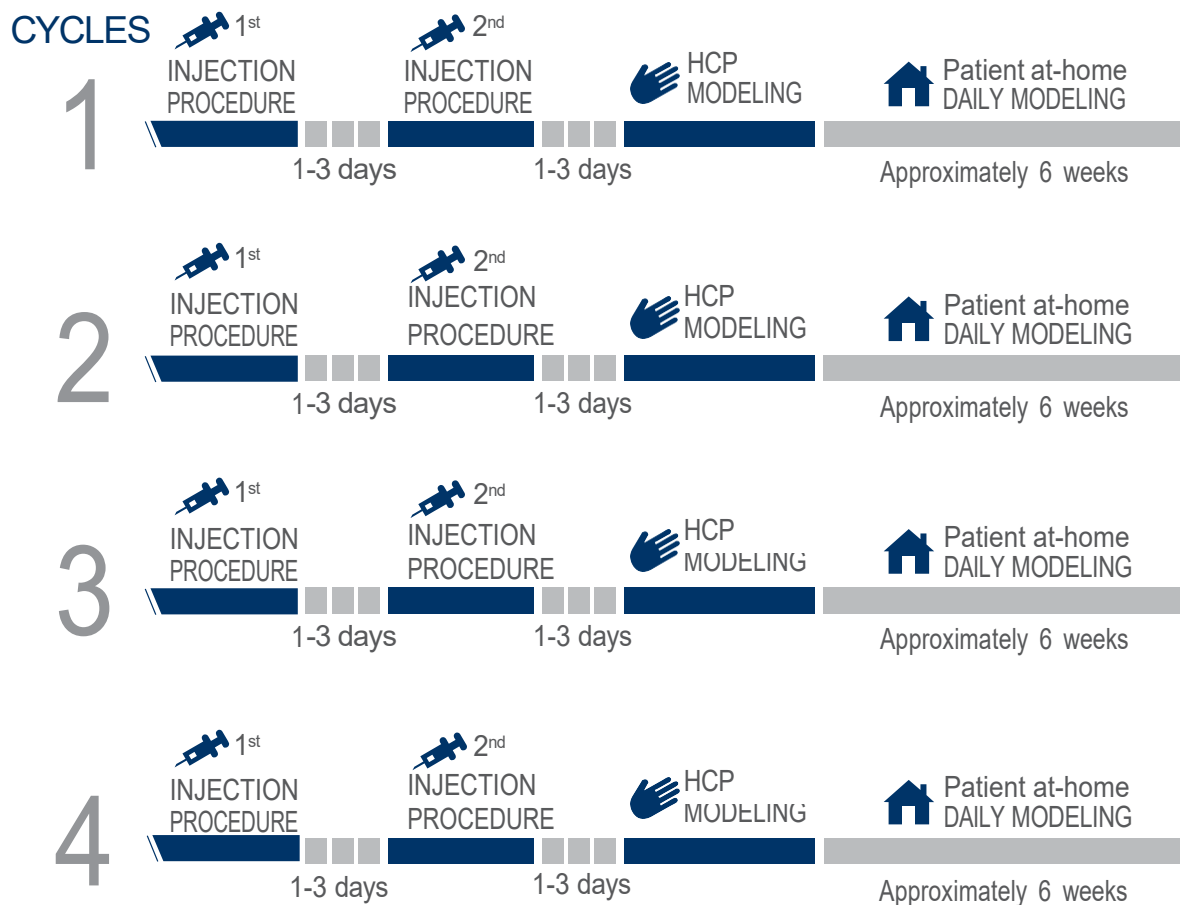 CYCLES
1
1st
INJECTION
PROCEDURE
2nd
INJECTION
PROCEDURE
HCP
MODELING
Patient at-home
DAILY MODELING
1-3 days
1-3 days
Approximately 6 weeks
2
1st
INJECTION
PROCEDURE
2nd
INJECTION
PROCEDURE
HCP
MODELING
Patient at-home
DAILY MODELING
1-3 days
1-3 days
Approximately 6 weeks
3
1st
INJECTION
PROCEDURE
2nd
INJECTION
PROCEDURE
HCP
MODELING
Patient at-home
DAILY MODELING
1-3 days
1-3 days
Approximately 6 weeks
4
1st
INJECTION
PROCEDURE
2nd
INJECTION
PROCEDURE
HCP
MODELING
Patient at-home
DAILY MODELING
1-3 days
1-3 days
Approximately 6 weeks